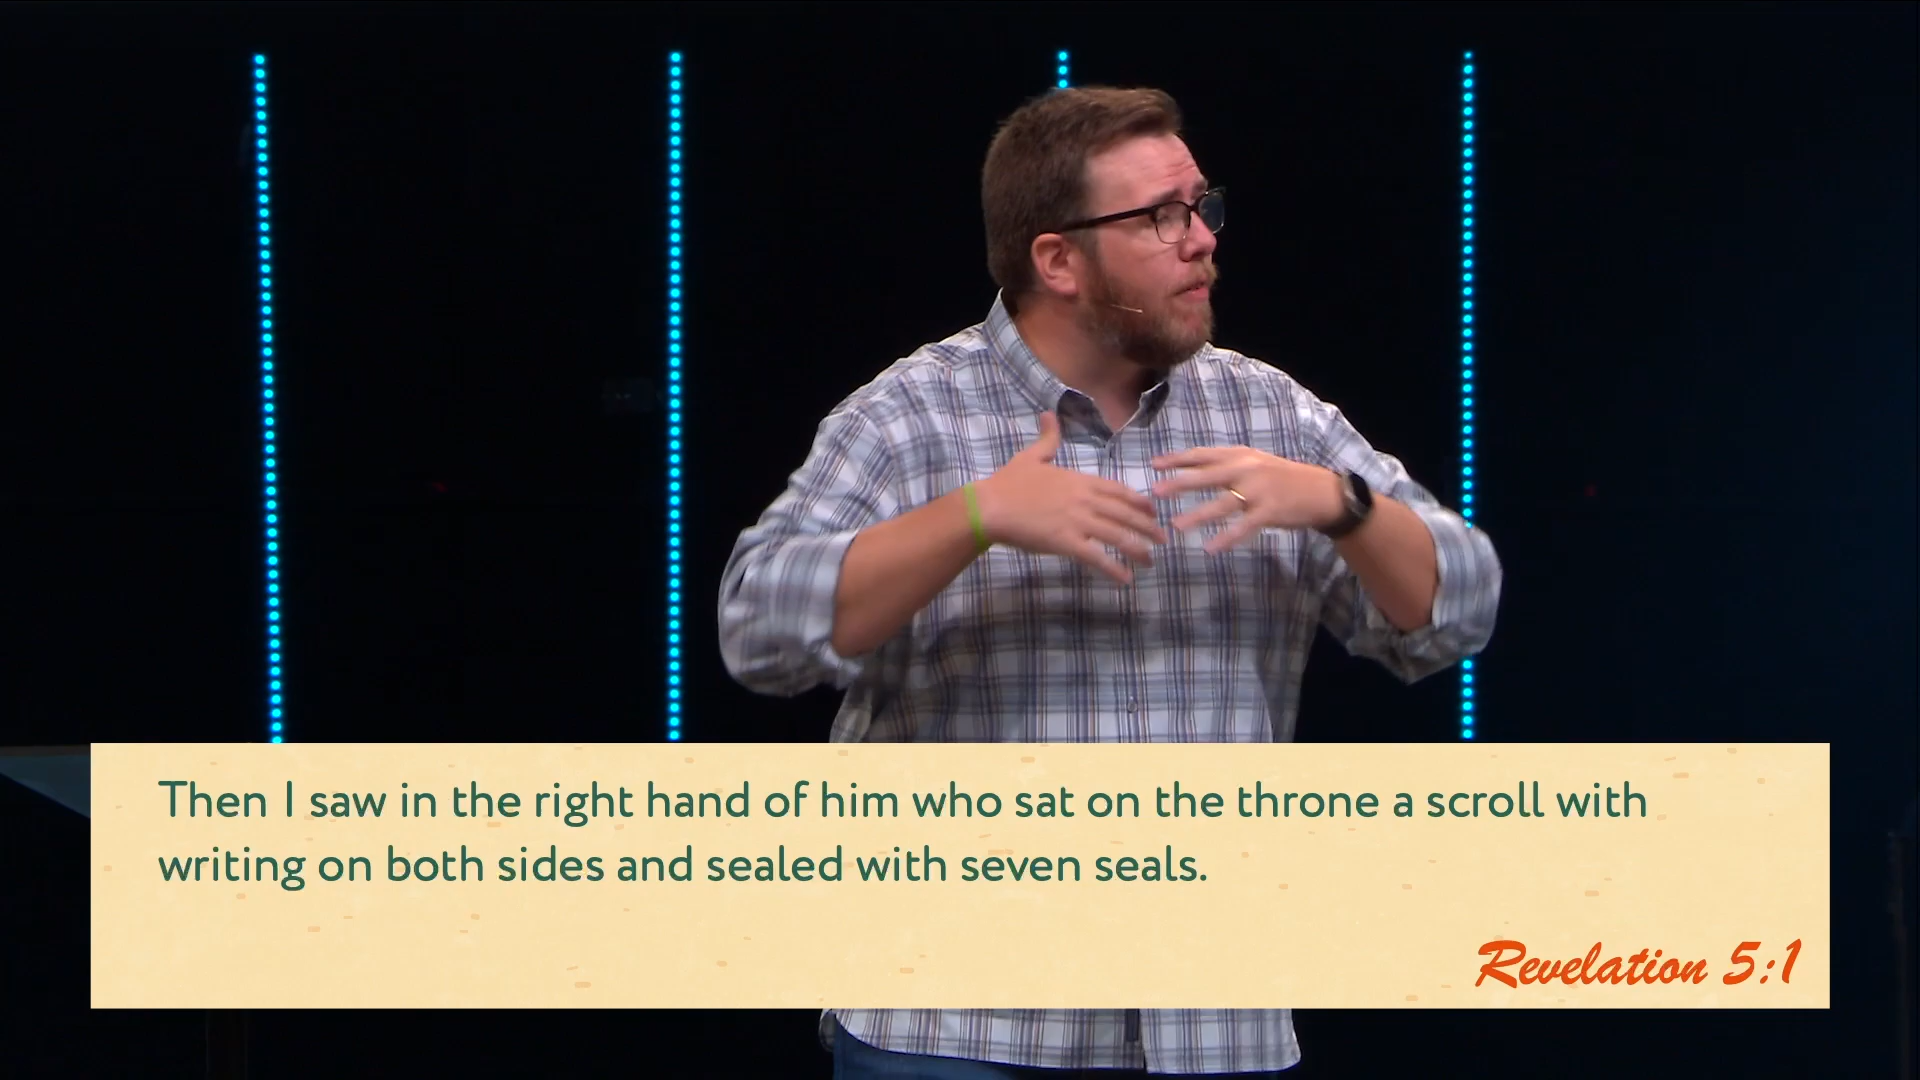 Then I saw in the right hand of him who sat on the throne a scroll with
writing on both sides and sealed with seven seals.
Revelation 5:1